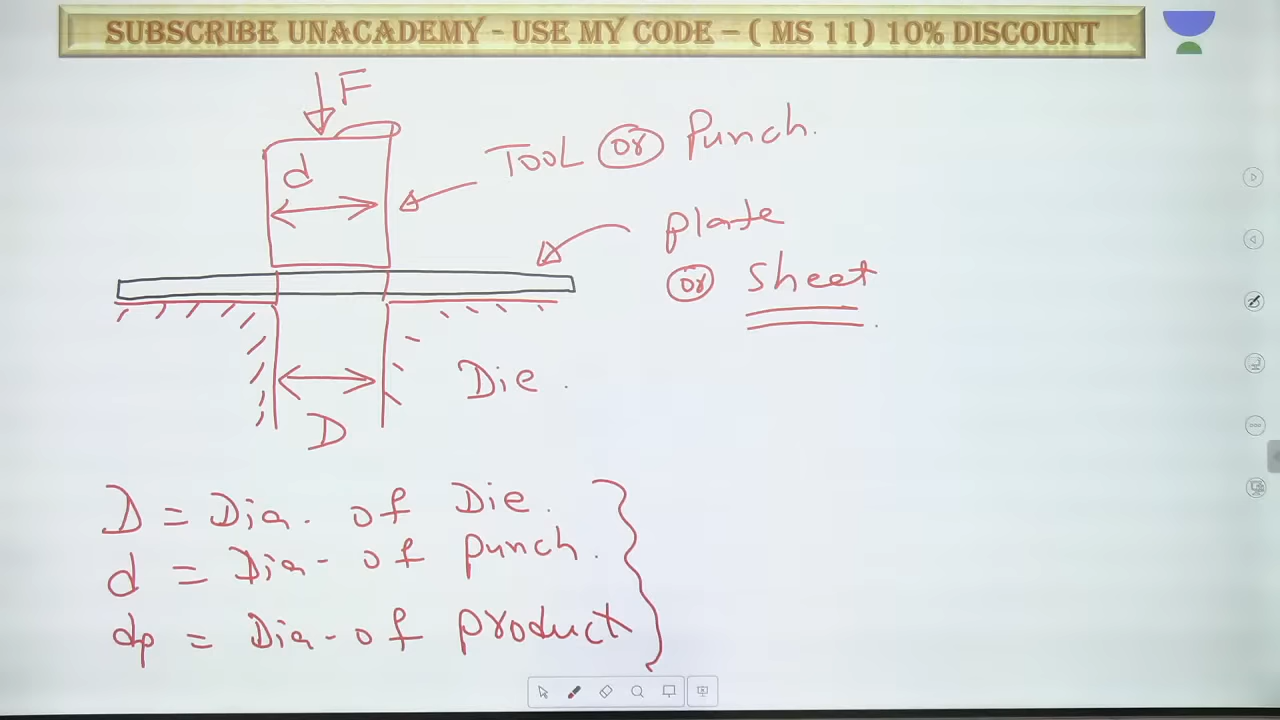 SUBSCRIBE UNACADEMY - USE MY CODE – ( MS 11) 10% DISCOUNT
F
d
TOOL or Punch.
plate
or sheet
Die.
D
D = Dia. of Die.
d = Dia- of punch.
dp = Dia- of product